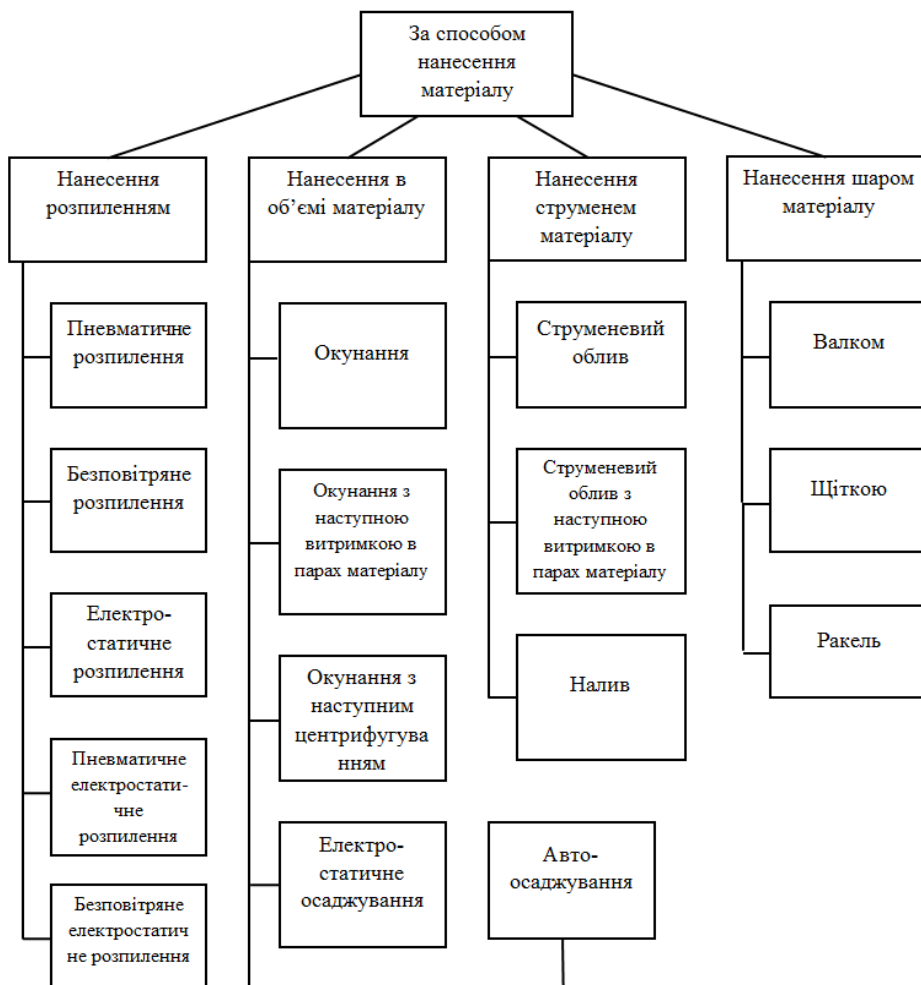 За способом
нанесення
матеріалу
Нанесення
розпиленням
Пневматичне
розпилення
Безповітряне
розпилення
Електро-
статичне
розпилення
Пневматичне
електростати-
чне
розпилення
Безповітряне
електростатич
не розпилення
Нанесення в
об’ємі матеріалу
Окунання
Окунання з
наступною
витримкою в
парах матеріалу
Окунання з
наступним
центрифугува
нням
Електро-
статичне
осаджування
Нанесення
струменем
матеріалу
Струменевий
облив
Струменевий
облив з
наступною
витримкою в
парах матеріалу
Налив
Авто-
осаджування
Нанесення шаром
матеріалу
Валком
Щіткою
Ракель